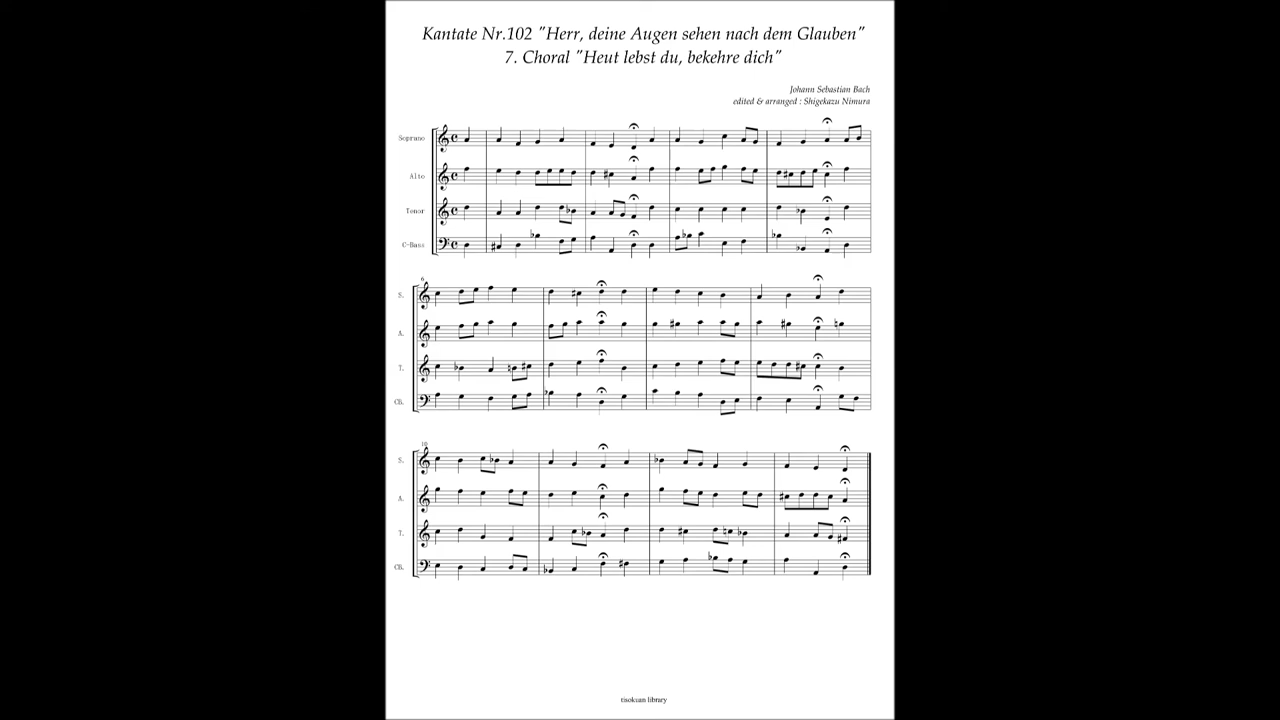 Kantate Nr.102 "Herr, deine Augen sehen nach dem Glauben"
7. Choral "Heut lebst du, bekehre dich"
Johann Sebastian Bach
edited & arranged : Shigekazu Nimura
Soprano
Alto
Tenor
C-Bass
6
S.
A.
T.
CB.
10
S.
A.
T.
CB.
tisokuan library